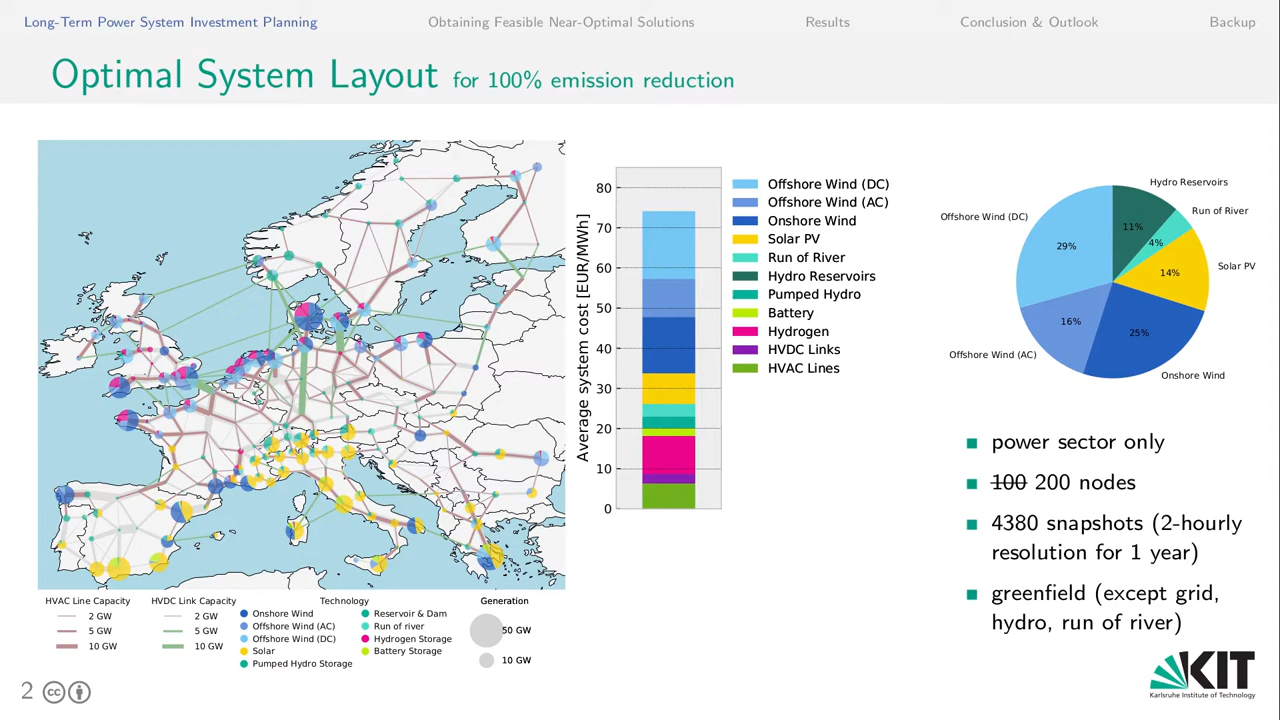 Long-Term Power System Investment Planning
Obtaining Feasible Near-Optimal Solutions
Results
Conclusion & Outlook
Backup
Optimal System Layout for 100% emission reduction
HVAC Line Capacity
2 GW
5 GW
10 GW
HVDC Link Capacity
2 GW
5 GW
10 GW
Technology
Onshore Wind
Offshore Wind (AC)
Offshore Wind (DC)
Solar
Pumped Hydro Storage
Reservoir & Dam
Run of river
Hydrogen Storage
Battery Storage
Generation
50 GW
10 GW
Average system cost [EUR/MWh]
80
70
60
50
40
30
20
10
0
Offshore Wind (DC)
Offshore Wind (AC)
Onshore Wind
Solar PV
Run of River
Hydro Reservoirs
Pumped Hydro
Battery
Hydrogen
HVDC Links
HVAC Lines
Hydro Reservoirs
11%
Run of River
4%
Solar PV
14%
Onshore Wind
25%
Offshore Wind (AC)
16%
Offshore Wind (DC)
29%
power sector only
100 200 nodes
4380 snapshots (2-hourly
resolution for 1 year)
greenfield (except grid,
hydro, run of river)
2
cc
KIT
Karlsruhe Institute of Technology